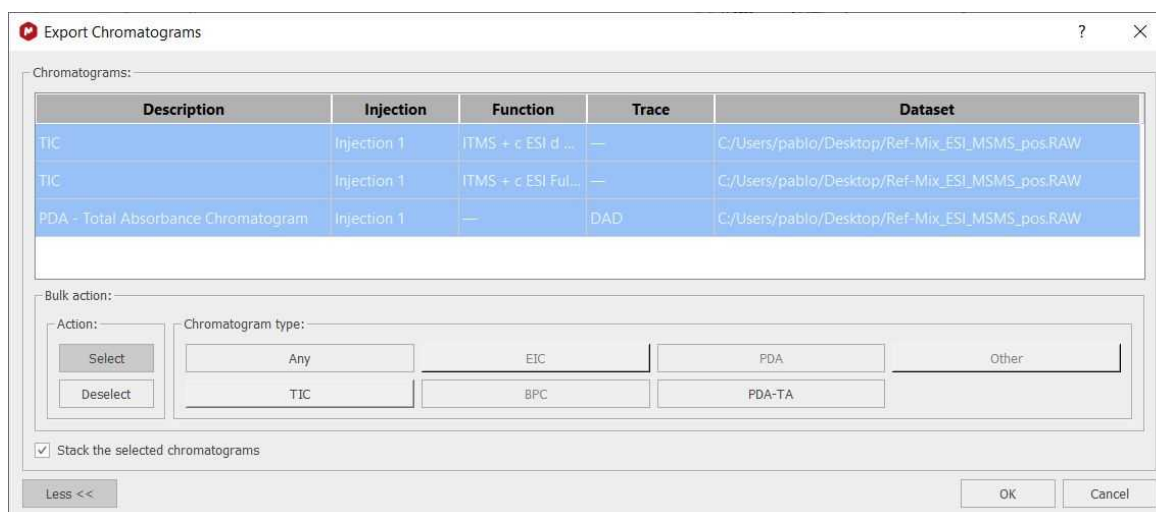 Export Chromatograms ? ×
Chromatograms:
Description Injection Function Trace Dataset
TIC Injection 1 ITMS + c ESI d ... — C:/Users/pablo/Desktop/Ref-Mix_ESI_MSMS_pos.RAW
TIC Injection 1 ITMS + c ESI Ful... — C:/Users/pablo/Desktop/Ref-Mix_ESI_MSMS_pos.RAW
PDA - Total Absorbance Chromatogram Injection 1 — DAD C:/Users/pablo/Desktop/Ref-Mix_ESI_MSMS_pos.RAW
Bulk action:
Action: Chromatogram type:
Select Any EIC PDA Other
Deselect TIC BPC PDA-TA
Stack the selected chromatograms
Less << OK Cancel